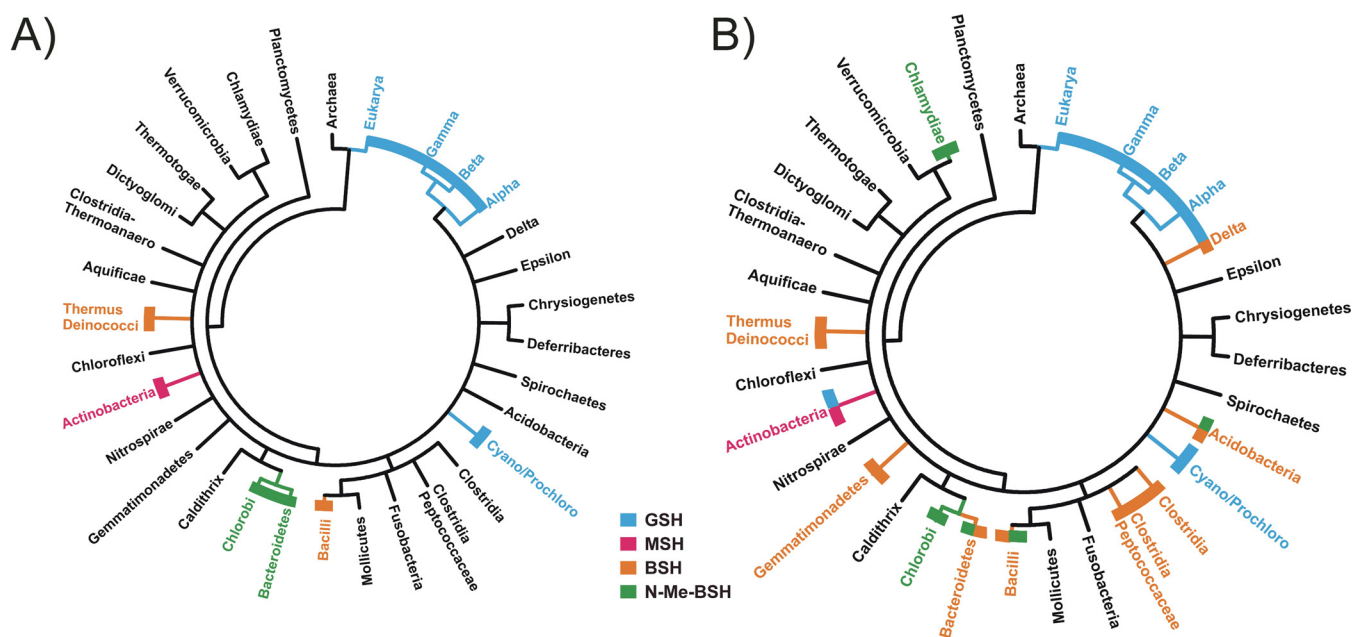 A)
Planctomycetes
Archaea
Eukarya
Gamma
Beta
Alpha
Delta
Epsilon
Chrysiogenetes
Deferribacteres
Spirochaetes
Acidobacteria
Cyano/Prochloro
Clostridia
Clostridia
Peptococcaceae
Fusobacteria
Mollicutes
Bacilli
Bacteroidetes
Chlorobi
Caldithrix
Gemmatimonadetes
Nitrospirae
Actinobacteria
Chloroflexi
Thermus
Deinococci
Aquificae
Clostridia-
Thermoanaero
Dictyoglomi
Thermotogae
Verrucomicrobia
Chlamydiae
GSH
MSH
BSH
N-Me-BSH
B)
Planctomycetes
Archaea
Eukarya
Gamma
Beta
Alpha
Delta
Epsilon
Chrysiogenetes
Deferribacteres
Spirochaetes
Acidobacteria
Cyano/Prochloro
Clostridia
Clostridia
Peptococcaceae
Fusobacteria
Mollicutes
Bacilli
Bacteroidetes
Chlorobi
Caldithrix
Gemmatimonadetes
Nitrospirae
Actinobacteria
Chloroflexi
Thermus
Deinococci
Aquificae
Clostridia-
Thermoanaero
Dictyoglomi
Thermotogae
Verrucomicrobia
Chlamydiae